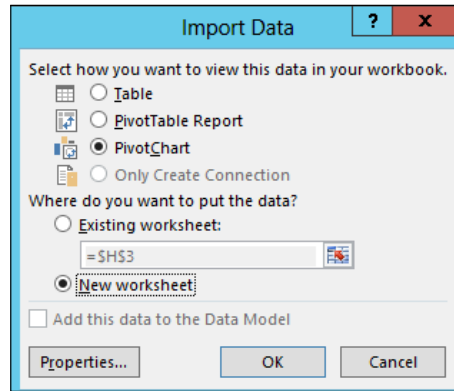 Import Data
?
x
Select how you want to view this data in your workbook.
Table
PivotTable Report
PivotChart
Only Create Connection
Where do you want to put the data?
Existing worksheet:
=$H$3
New worksheet
Add this data to the Data Model
Properties...
OK
Cancel